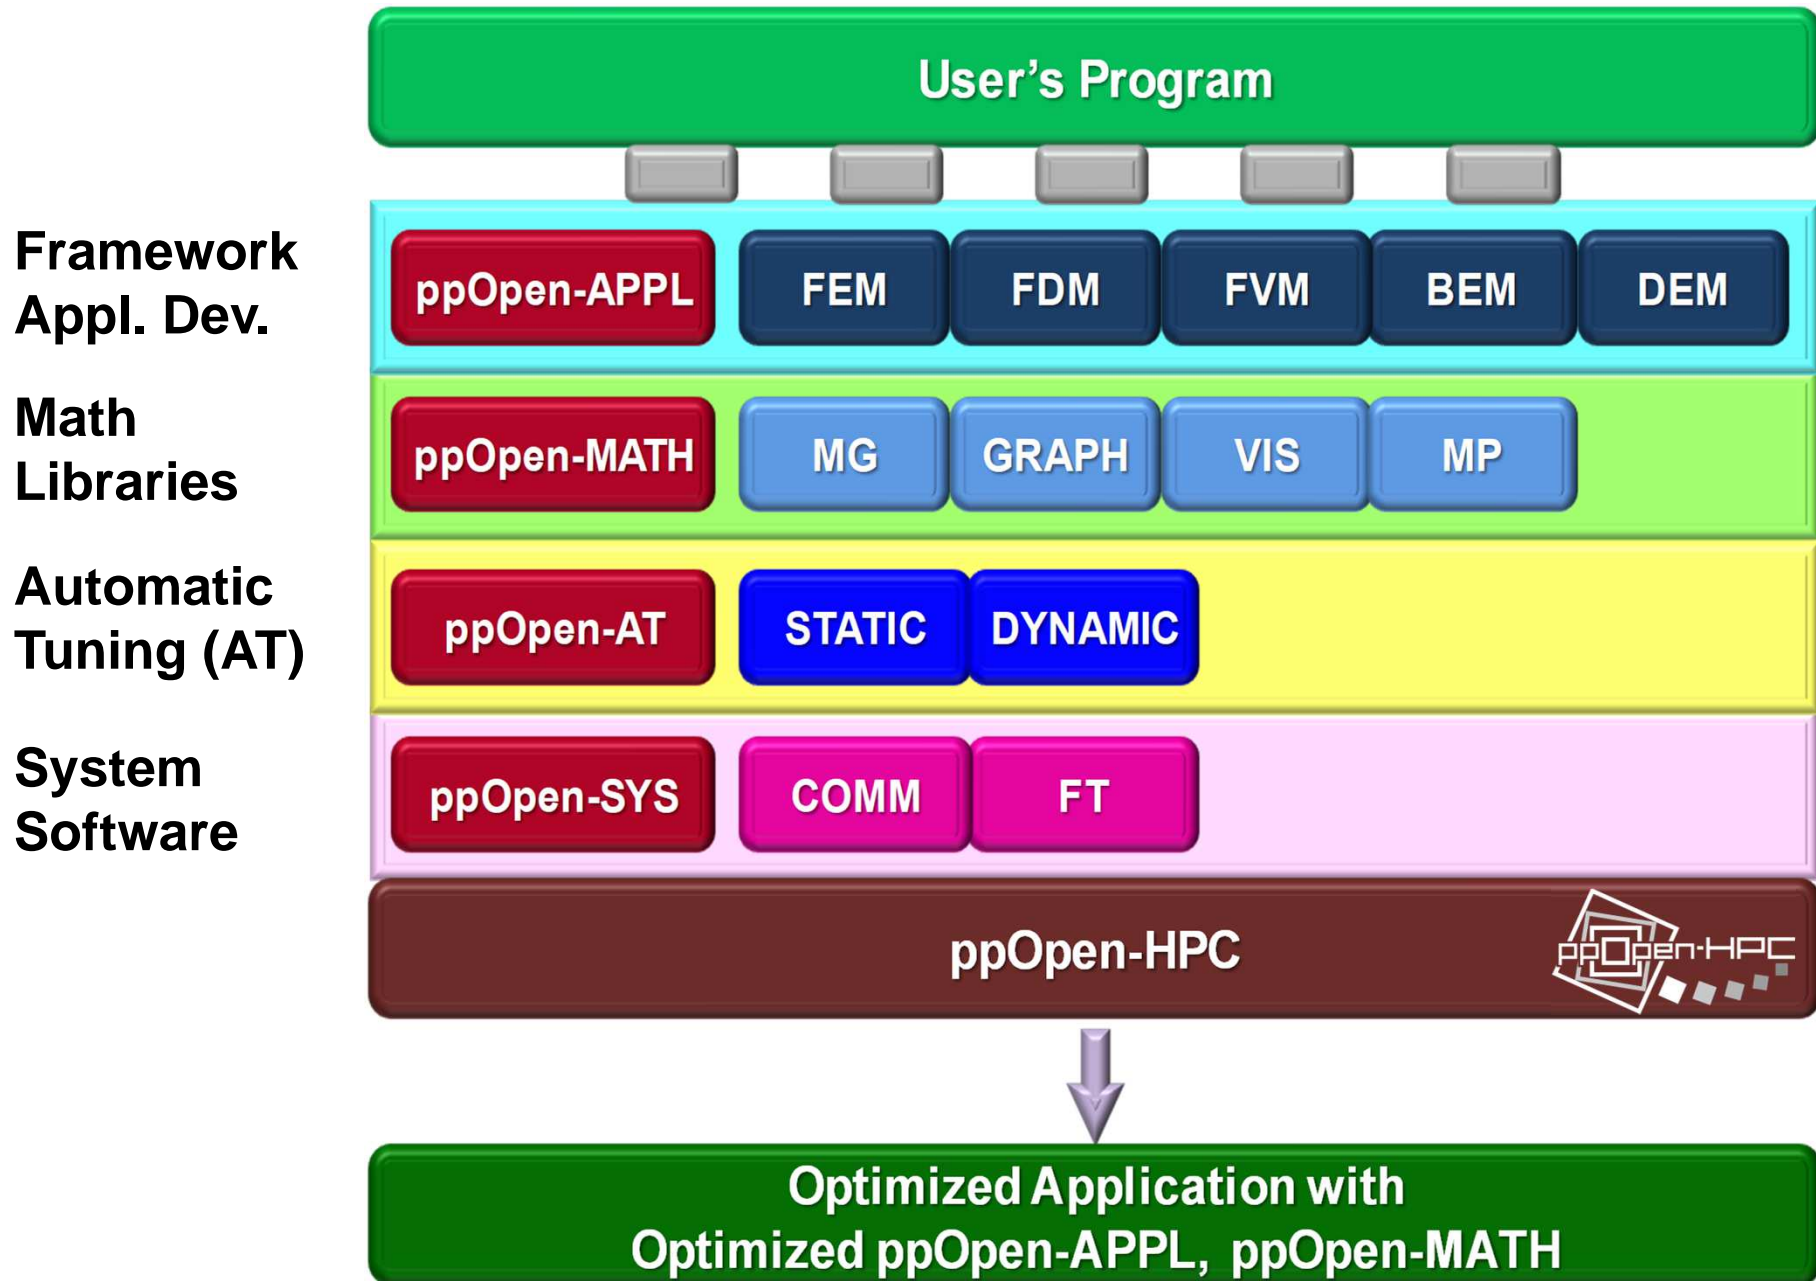 User's Program
Framework
Appl. Dev.
ppOpen-APPL FEM FDM FVM BEM DEM
Math
Libraries
ppOpen-MATH MG GRAPH VIS MP
Automatic
Tuning (AT)
ppOpen-AT STATIC DYNAMIC
System
Software
ppOpen-SYS COMM FT
ppOpen-HPC
ppOpen-HPC
Optimized Application with
Optimized ppOpen-APPL, ppOpen-MATH